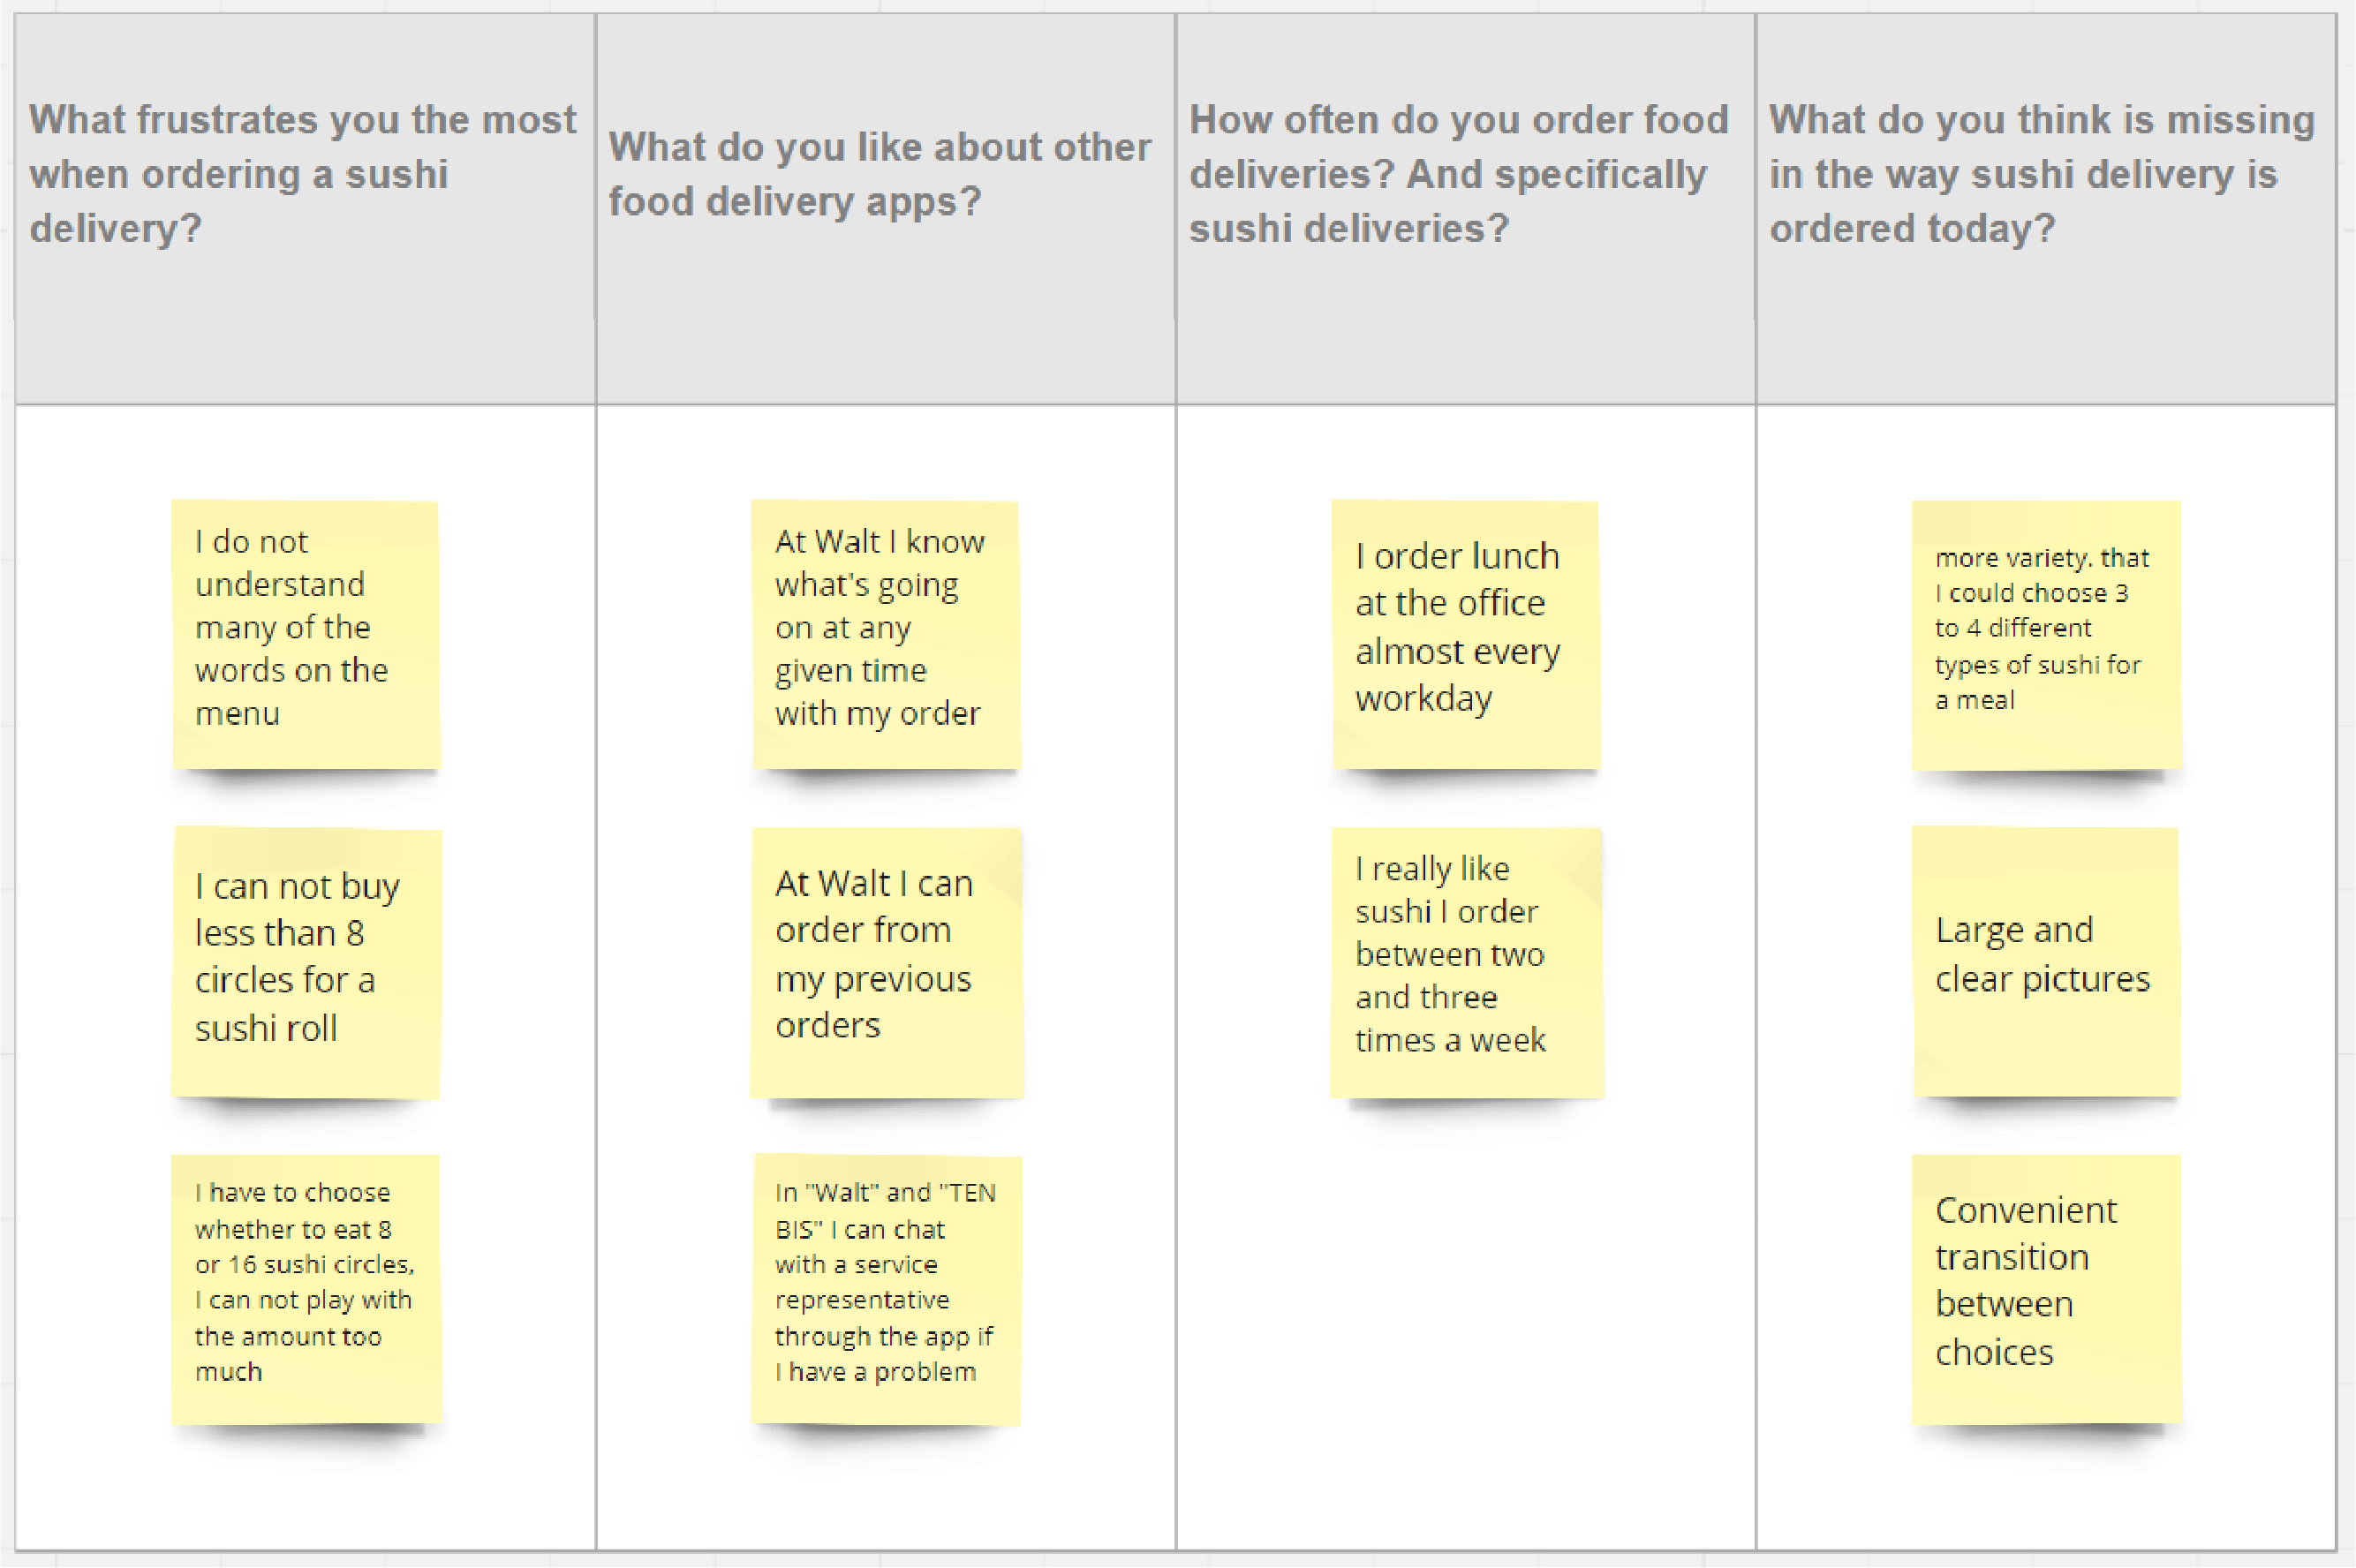 What frustrates you the most
when ordering a sushi
delivery?
What do you like about other
food delivery apps?
How often do you order food
deliveries? And specifically
sushi deliveries?
What do you think is missing
in the way sushi delivery is
ordered today?
I do not
understand
many of the
words on the
menu
I can not buy
less than 8
circles for a
sushi roll
I have to choose
whether to eat 8
or 16 sushi circles,
I can not play with
the amount too
much
At Walt I know
what's going
on at any
given time
with my order
At Walt I can
order from
my previous
orders
In "Walt" and "TEN
BIS" I can chat
with a service
representative
through the app if
I have a problem
I order lunch
at the office
almost every
workday
I really like
sushi I order
between two
and three
times a week
more variety. that
I could choose 3
to 4 different
types of sushi for
a meal
Large and
clear pictures
Convenient
transition
between
choices